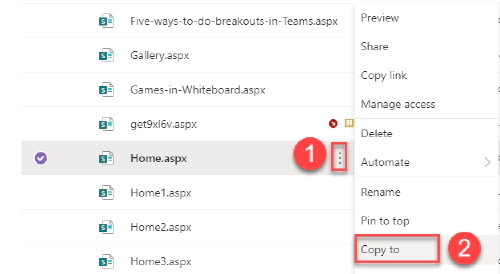 Five-ways-to-do-breakouts-in-Teams.aspx
Gallery.aspx
Games-in-Whiteboard.aspx
get9xl6v.aspx
Home.aspx
1
Home1.aspx
Home2.aspx
Home3.aspx
Preview
Share
Copy link
Manage access
Delete
Automate
Rename
Pin to top
Copy to
2